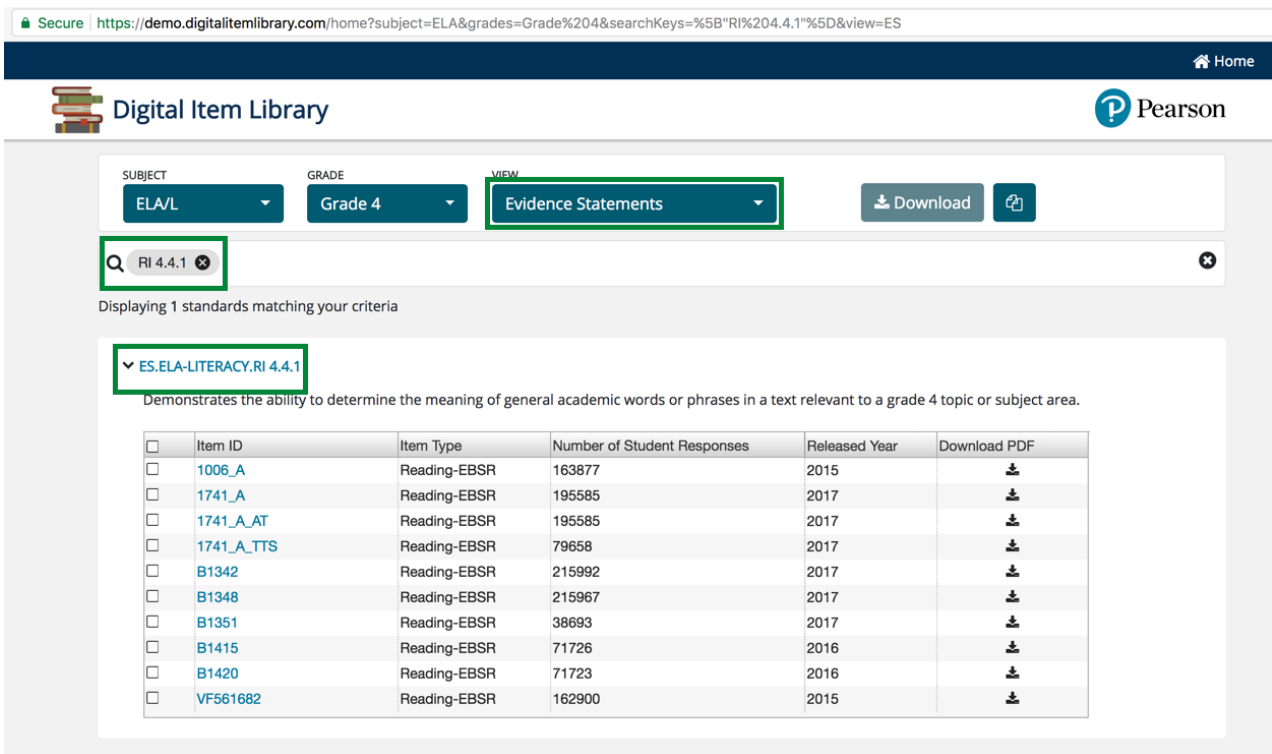 Secure https://demo.digitalitemlibrary.com/home?subject=ELA&grades=Grade%204&searchKeys=%5B"RI%204.4.1"%5D&view=ES
Home
Digital Item Library
Pearson
SUBJECT GRADE VIEW
ELA/L Grade 4 Evidence Statements Download
RI 4.4.1
Displaying 1 standards matching your criteria
ES.ELA-LITERACY.RI 4.4.1
Demonstrates the ability to determine the meaning of general academic words or phrases in a text relevant to a grade 4 topic or subject area.
Item ID Item Type Number of Student Responses Released Year Download PDF
1006_A Reading-EBSR 163877 2015
1741_A Reading-EBSR 195585 2017
1741_A_AT Reading-EBSR 195585 2017
1741_A_TTS Reading-EBSR 79658 2017
B1342 Reading-EBSR 215992 2017
B1348 Reading-EBSR 215967 2017
B1351 Reading-EBSR 38693 2017
B1415 Reading-EBSR 71726 2016
B1420 Reading-EBSR 71723 2016
VF561682 Reading-EBSR 162900 2015